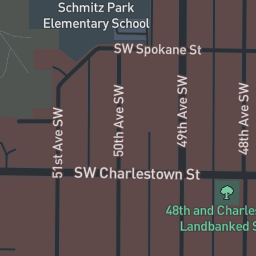 Schmitz Park
Elementary School
SW Spokane St
51st Ave SW
50th Ave SW
49th Ave SW
48th Ave SW
SW Charlestown St
48th and Charles
Landbanked S